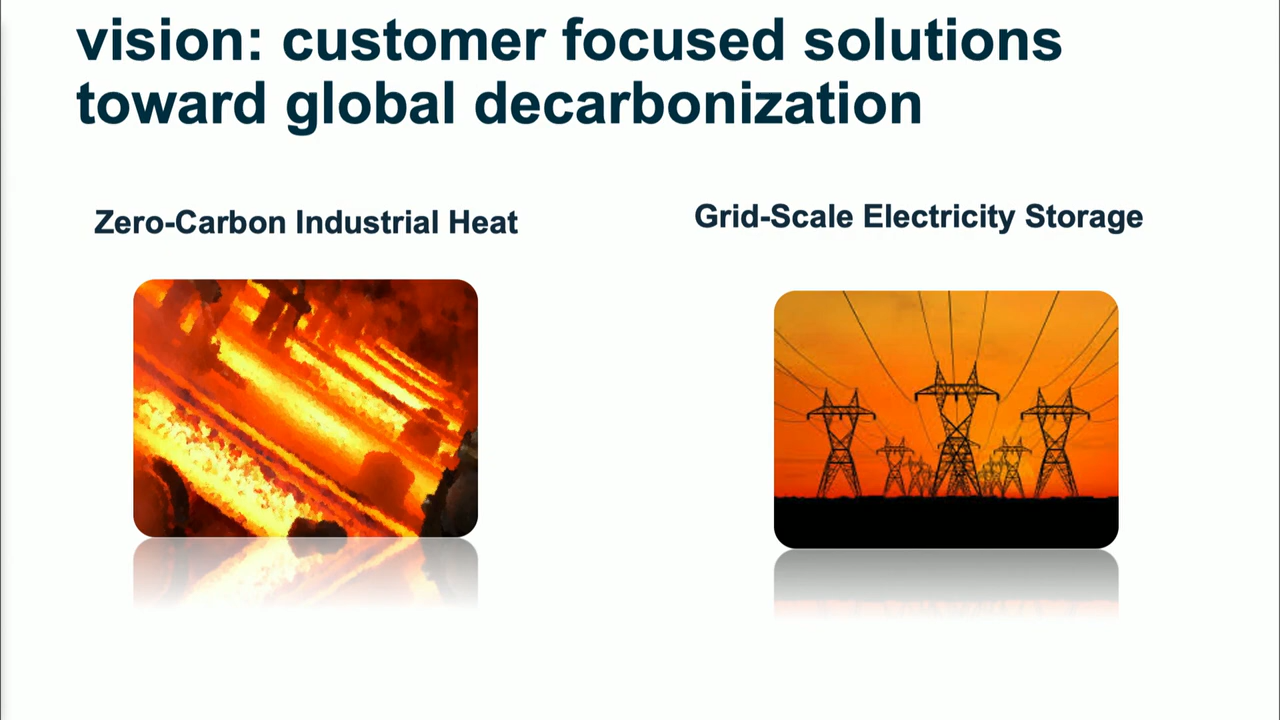 vision: customer focused solutions
toward global decarbonization
Zero-Carbon Industrial Heat
Grid-Scale Electricity Storage